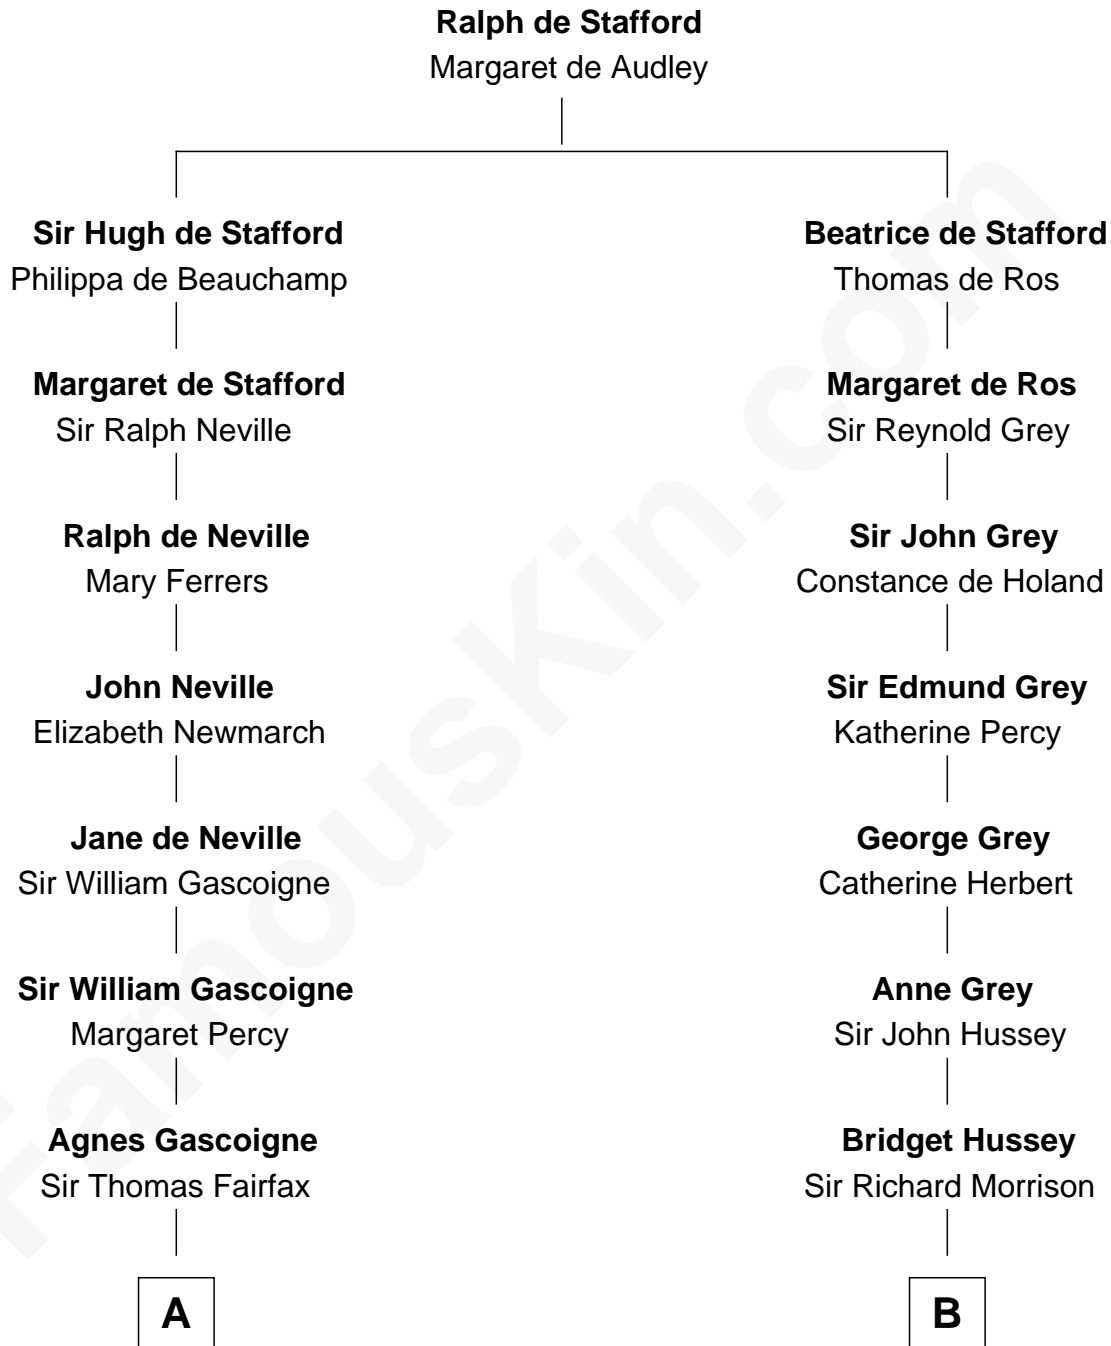 Ralph de Stafford
Margaret de Audley
Sir Hugh de Stafford
Philippa de Beauchamp
Margaret de Stafford
Sir Ralph Neville
Ralph de Neville
Mary Ferrers
John Neville
Elizabeth Newmarch
Jane de Neville
Sir William Gascoigne
Sir William Gascoigne
Margaret Percy
Agnes Gascoigne
Sir Thomas Fairfax
A
Beatrice de Stafford
Thomas de Ros
Margaret de Ros
Sir Reynold Grey
Sir John Grey
Constance de Holand
Sir Edmund Grey
Katherine Percy
George Grey
Catherine Herbert
Anne Grey
Sir John Hussey
Bridget Hussey
Sir Richard Morrison
B
FamousKin.com